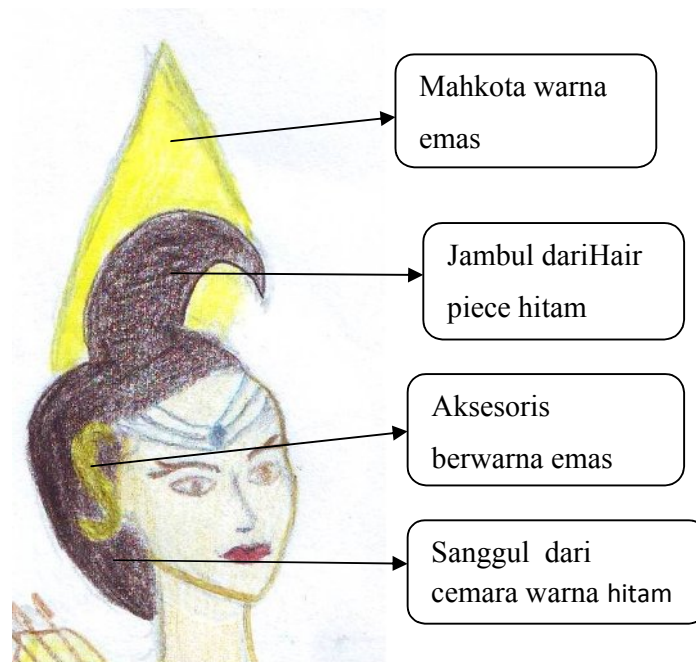 Mahkota warna
emas
Jambul dariHair
piece hitam
Aksesoris
berwarna emas
Sanggul  dari
cemara warna hitam